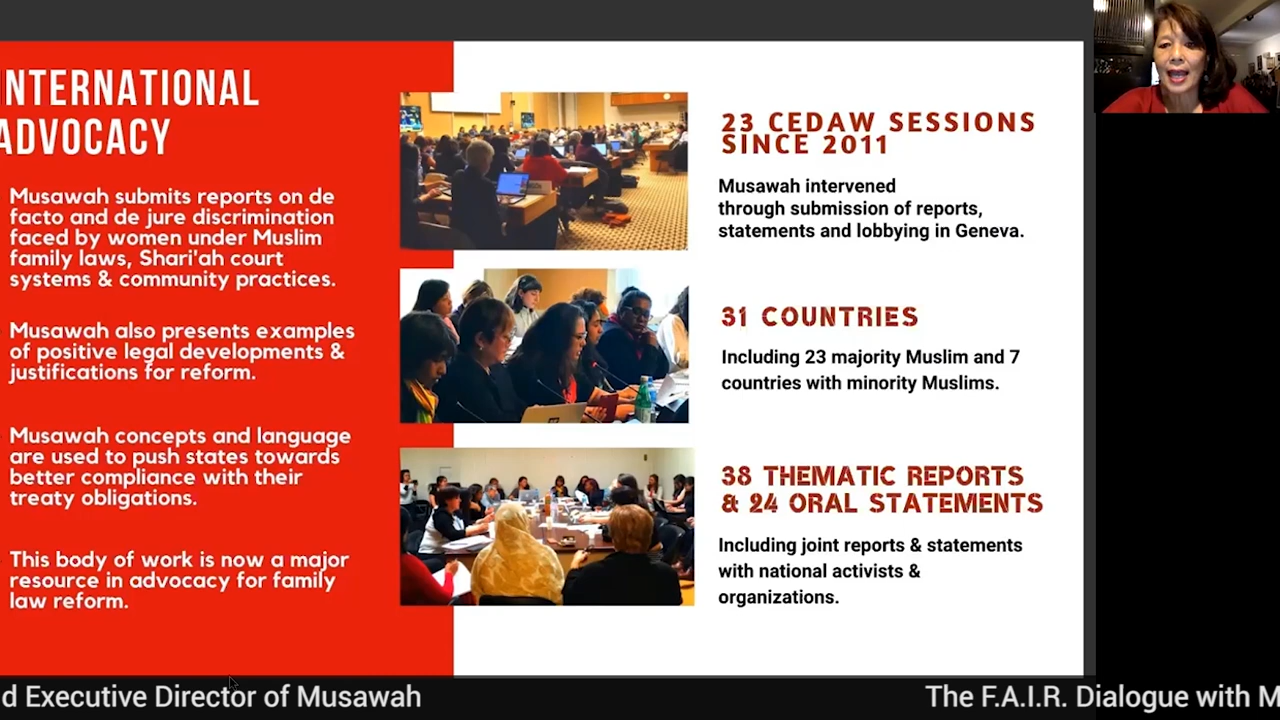 INTERNATIONAL
ADVOCACY
Musawah submits reports on de
facto and de jure discrimination
faced by women under Muslim
family laws, Shari'ah court
systems & community practices.
Musawah also presents examples
of positive legal developments &
justifications for reform.
Musawah concepts and language
are used to push states towards
better compliance with their
treaty obligations.
This body of work is now a major
resource in advocacy for family
law reform.
23 CEDAW SESSIONS
SINCE 2011
Musawah intervened
through submission of reports,
statements and lobbying in Geneva.
31 COUNTRIES
Including 23 majority Muslim and 7
countries with minority Muslims.
38 THEMATIC REPORTS
& 24 ORAL STATEMENTS
Including joint reports & statements
with national activists &
organizations.
d Executive Director of Musawah
The F.A.I.R. Dialogue with M